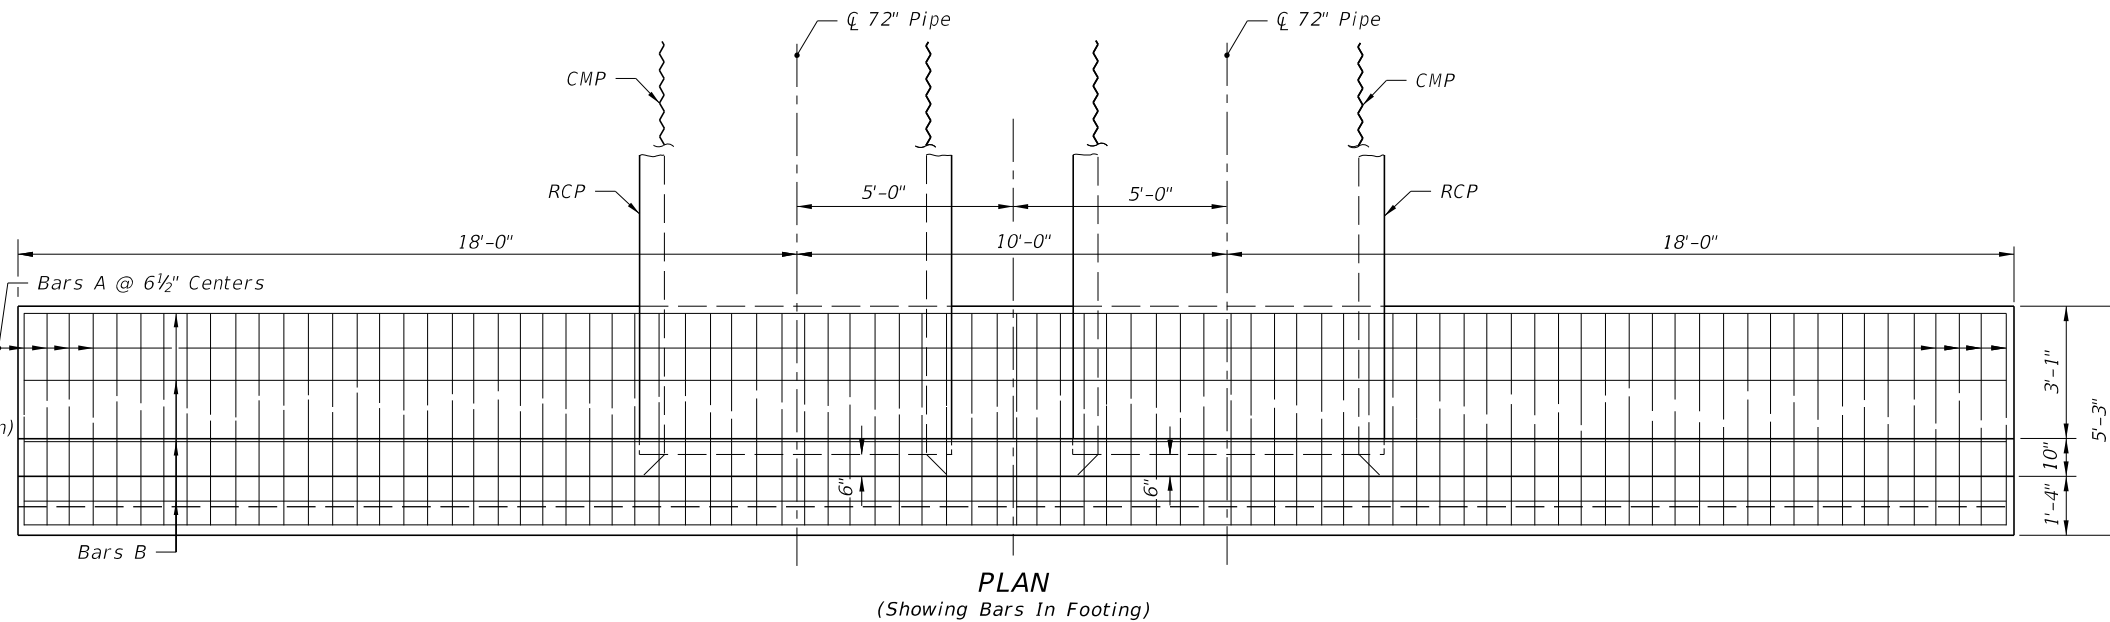 ℄ 72" Pipe
℄ 72" Pipe
CMP
CMP
RCP
5'-0"
5'-0"
RCP
18'-0"
10'-0"
18'-0"
Bars A @ 6½" Centers
3'-1"
5'-3"
n)
10"
6"
6"
1'-4"
Bars B
PLAN
(Showing Bars In Footing)